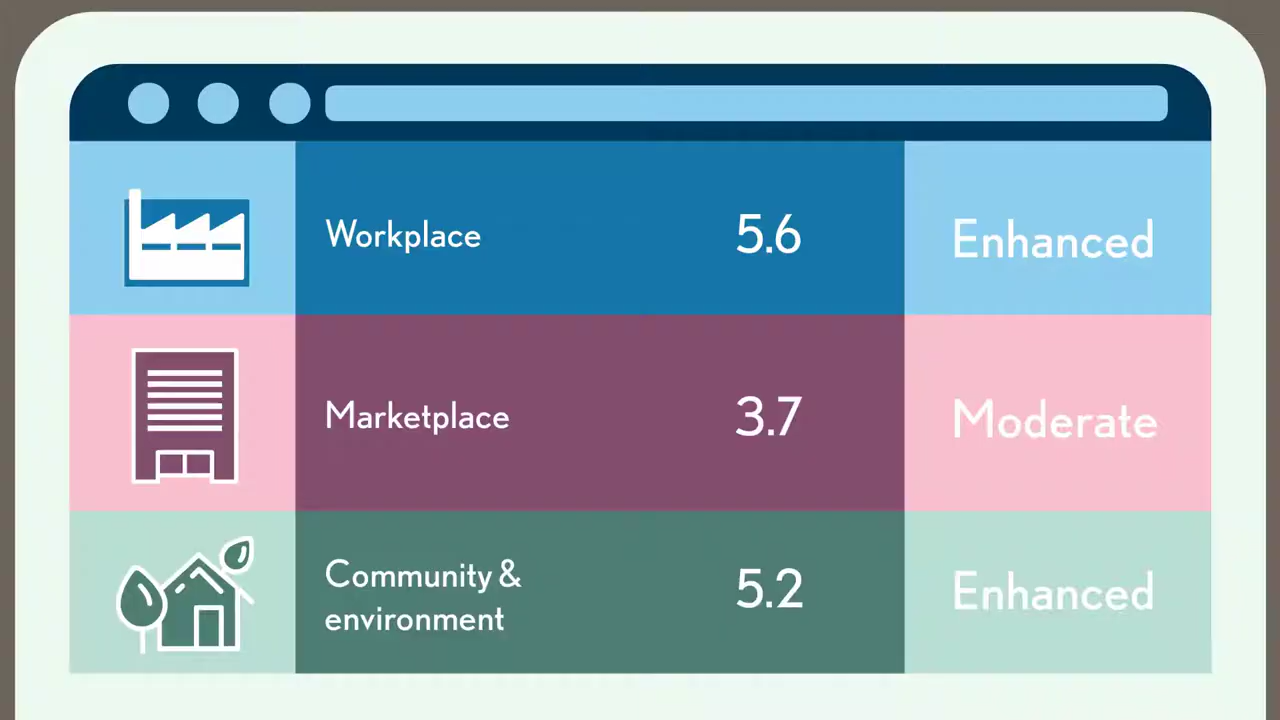 Workplace 5.6 Enhanced
Marketplace 3.7 Moderate
Community &
environment 5.2 Enhanced